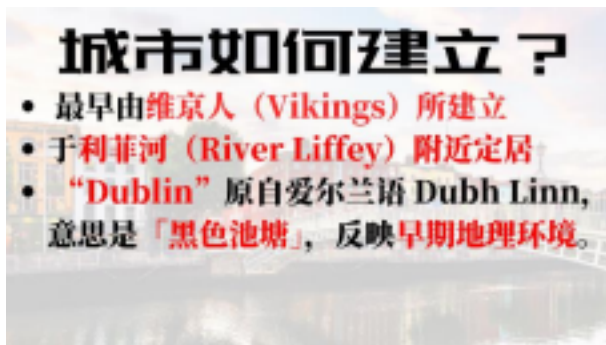 城市如何建立？
• 最早由维京人（Vikings）所建立
• 于利菲河（River Liffey）附近定居
• “Dublin”原自爱尔兰语 Dubh Linn,
意思是「黑色池塘」，反映早期地理环境。